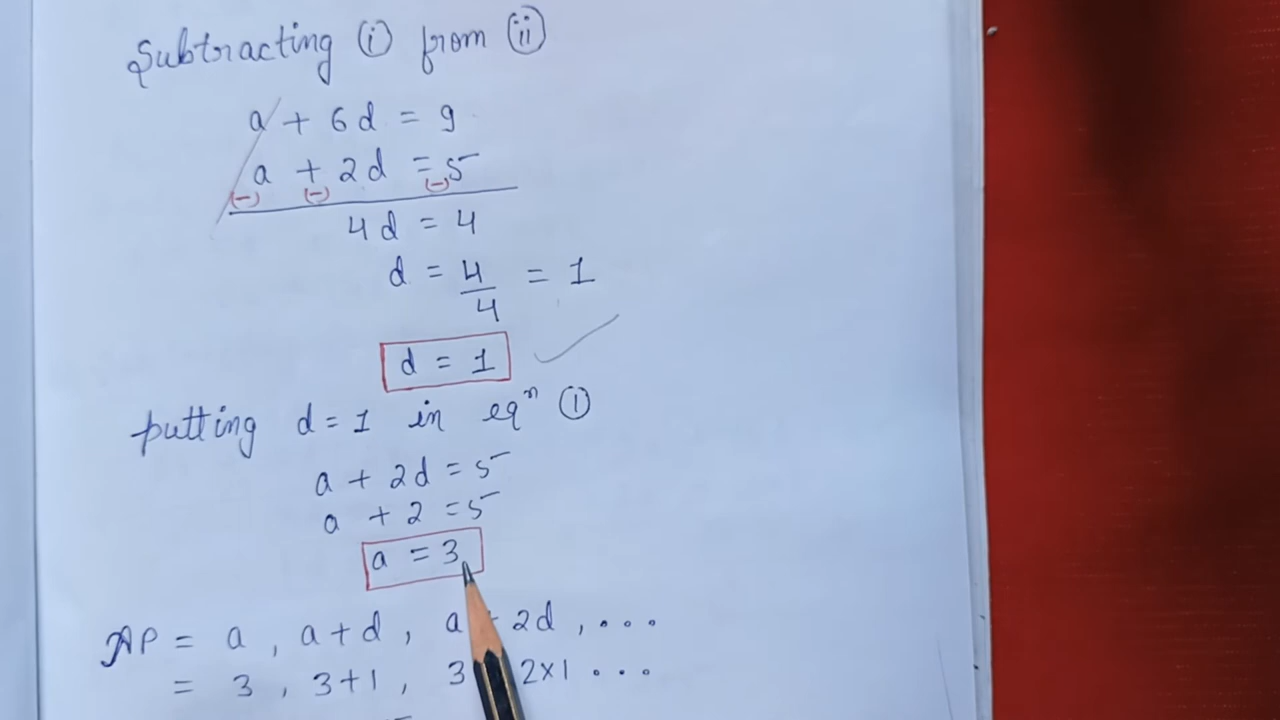 Subtracting (i) from (ii)
a + 6d = 9
a + 2d = 5
(-) (-) (-)
4d = 4
d = 4/4 = 1
d = 1
putting d=1 in eqⁿ (1)
a + 2d = 5
a + 2 = 5
a = 3
AP = a, a+d, a + 2d, ...
= 3, 3+1, 3 2×1 ...